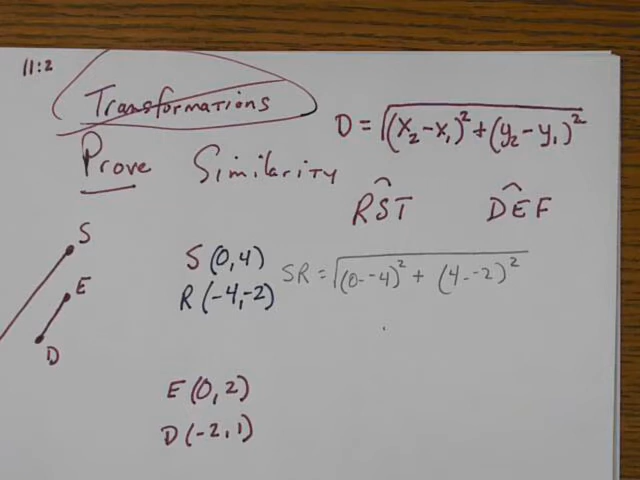 11:2
Transformations
D = √(x₂-x₁)²+(y₂-y₁)²
Prove Similarity
RST DEF
S
S (0,4)
SR = √(0--4)² + (4--2)²
R (-4,-2)
E
D
E (0,2)
D (-2,1)